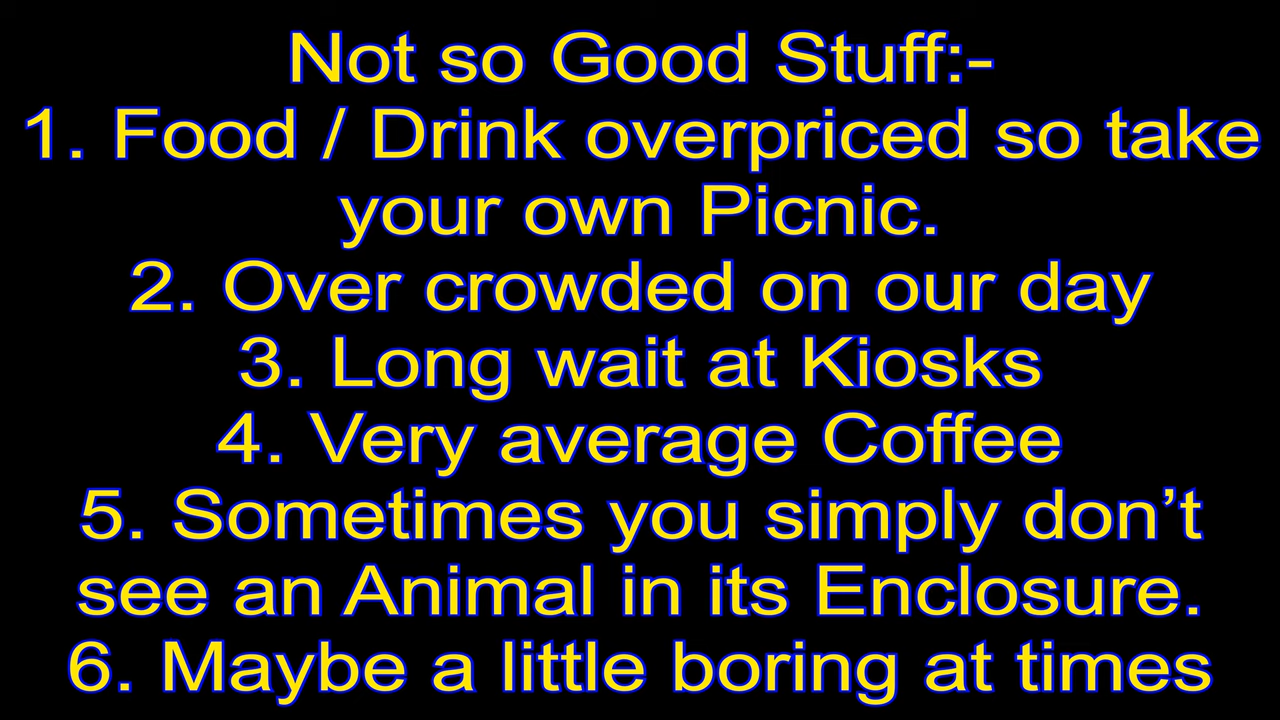 Not so Good Stuff:-
1. Food / Drink overpriced so take
your own Picnic.
2. Over crowded on our day
3. Long wait at Kiosks
4. Very average Coffee
5. Sometimes you simply don’t
see an Animal in its Enclosure.
6. Maybe a little boring at times